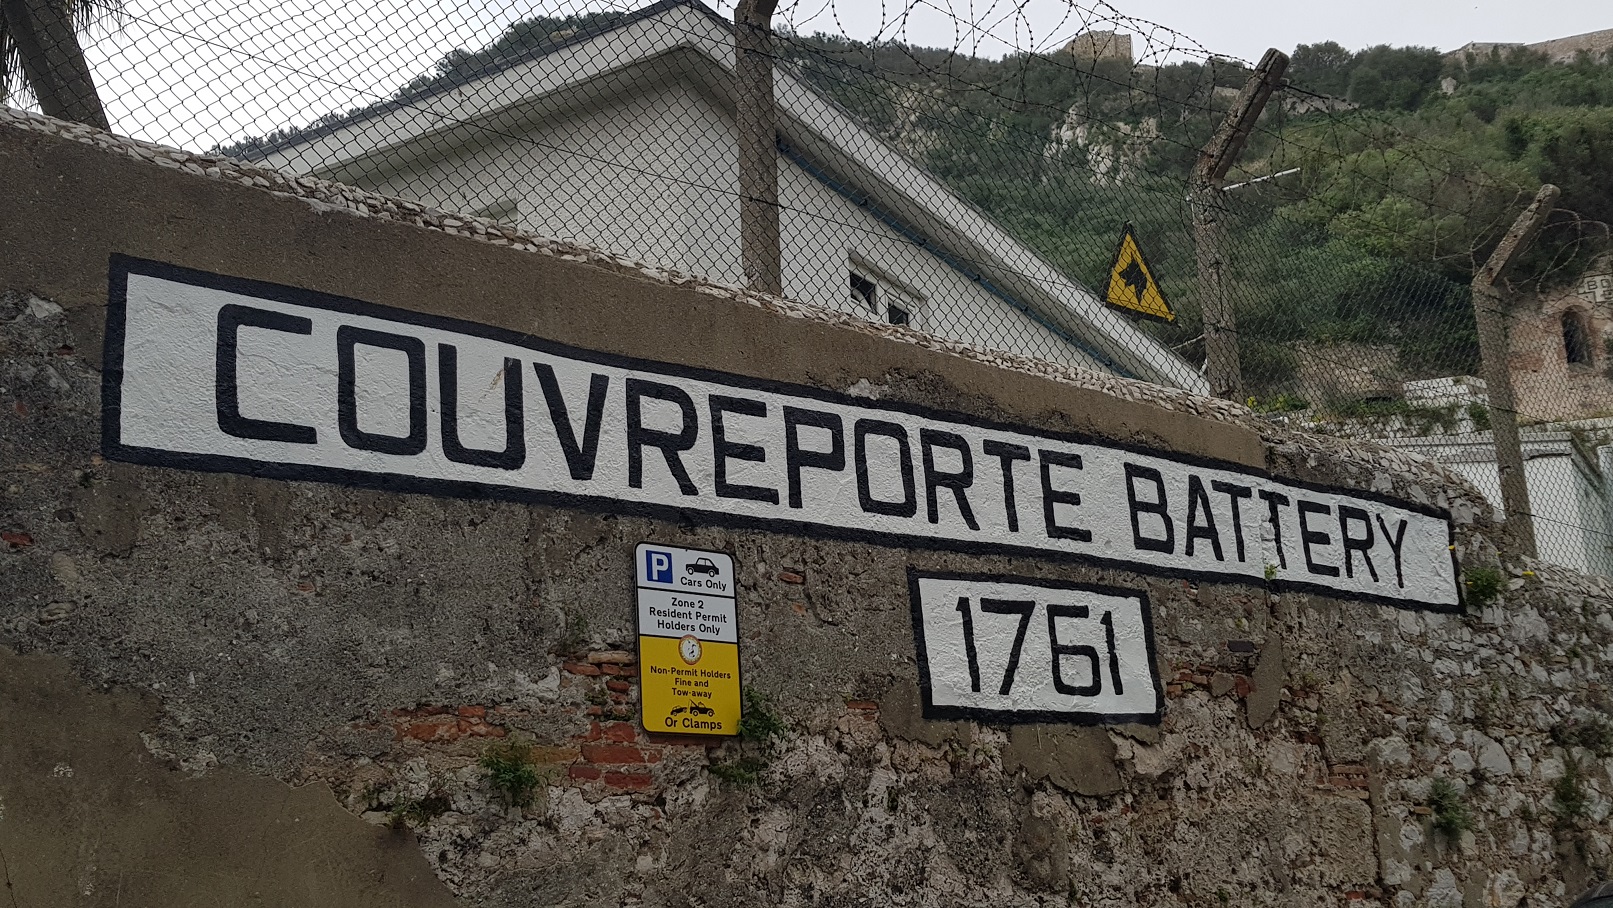 COUVREPORTE BATTERY
1761
P
Cars Only
Zone 2
Resident Permit
Holders Only
Non-Permit Holders
Fine and
Tow-away
Or Clamps